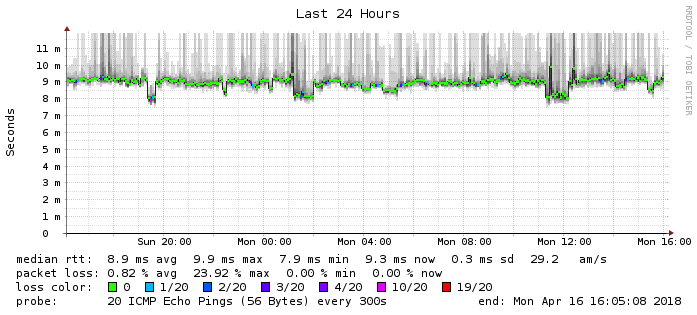 Last 24 Hours
RRDTOOL / TOBI OETIKER
Seconds
11 m
10 m
9 m
8 m
7 m
6 m
5 m
4 m
3 m
2 m
1 m
0
Sun 20:00 Mon 00:00 Mon 04:00 Mon 08:00 Mon 12:00 Mon 16:00
median rtt: 8.9 ms avg 9.9 ms max 7.9 ms min 9.3 ms now 0.3 ms sd 29.2 am/s
packet loss: 0.82 % avg 23.92 % max 0.00 % min 0.00 % now
loss color: 0 1/20 2/20 3/20 4/20 10/20 19/20
probe: 20 ICMP Echo Pings (56 Bytes) every 300s end: Mon Apr 16 16:05:08 2018